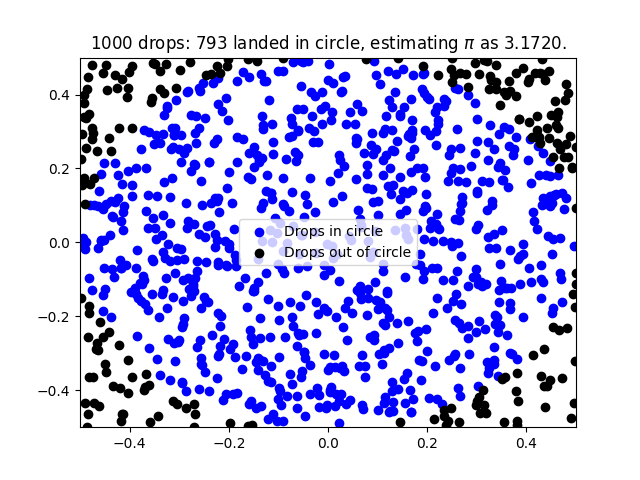 1000 drops: 793 landed in circle, estimating π as 3.1720.
0.4
0.2
0.0
−0.2
−0.4
Drops in circle
Drops out of circle
−0.4 −0.2 0.0 0.2 0.4